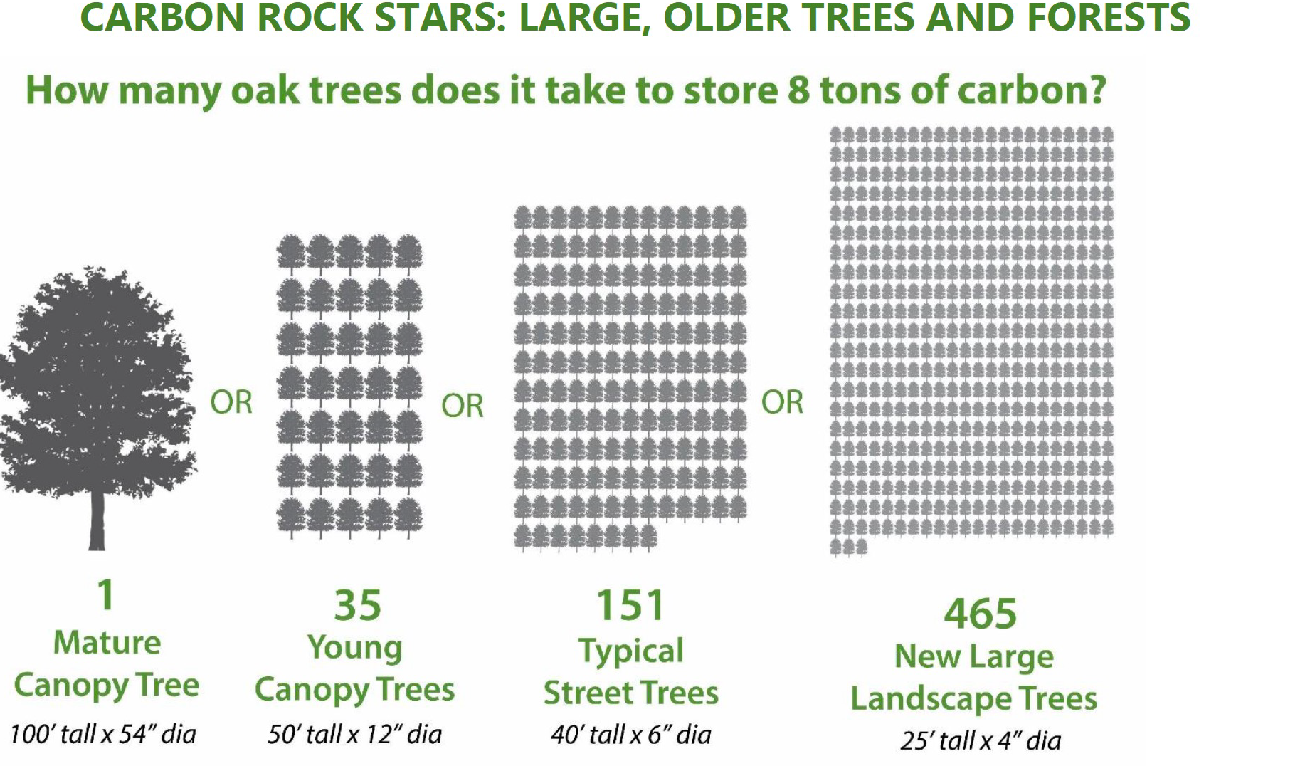 CARBON ROCK STARS: LARGE, OLDER TREES AND FORESTS
How many oak trees does it take to store 8 tons of carbon?
OR
OR
OR
1
Mature
Canopy Tree
100′ tall x 54″ dia
35
Young
Canopy Trees
50′ tall x 12″ dia
151
Typical
Street Trees
40′ tall x 6″ dia
465
New Large
Landscape Trees
25′ tall x 4″ dia